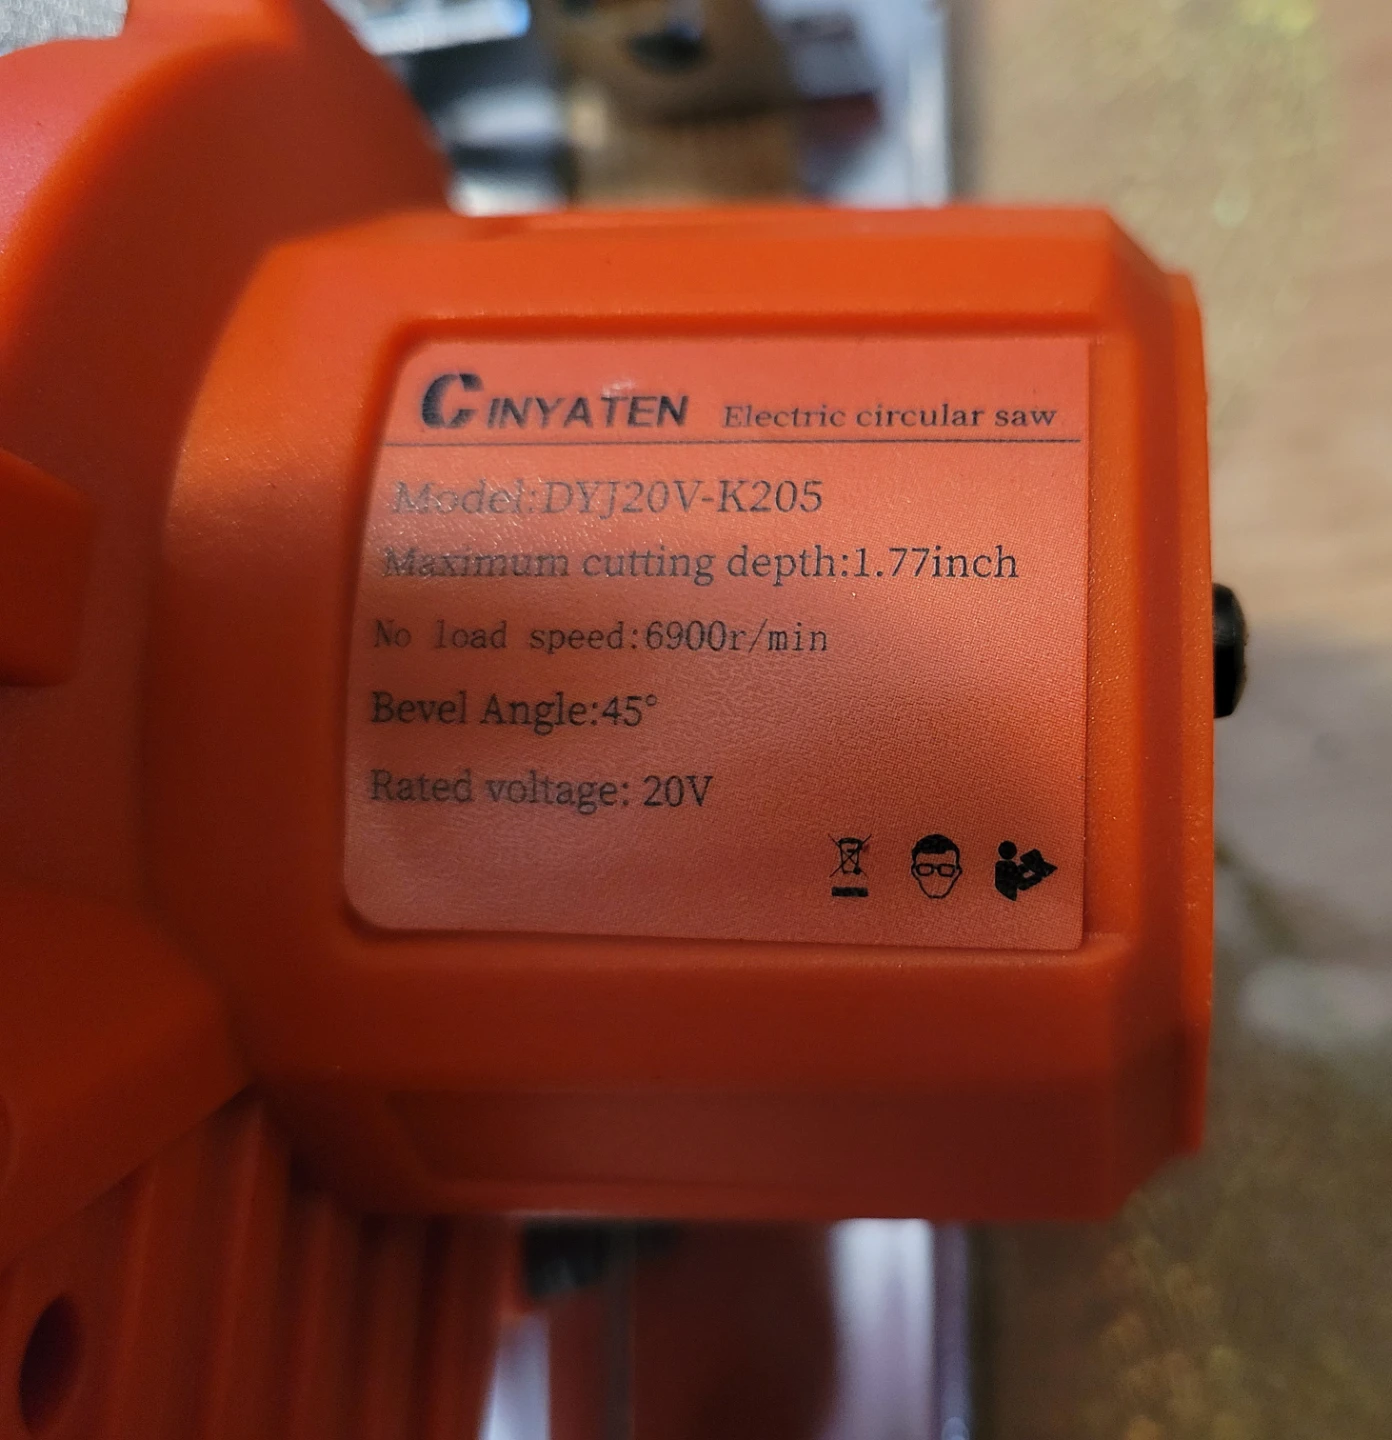 CINYATEN Electric circular saw
Model:DYJ20V-K205
Maximum cutting depth:1.77inch
No load speed:6900r/min
Bevel Angle:45°
Rated voltage: 20V